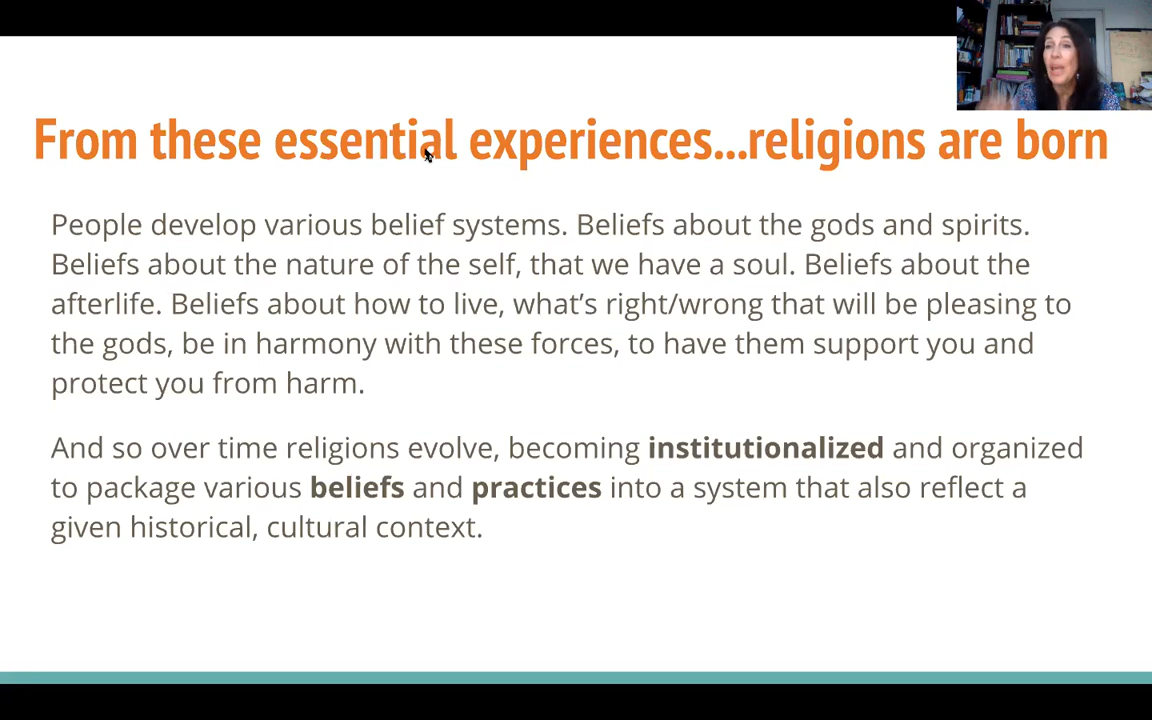 From these essential experiences...religions are born
People develop various belief systems. Beliefs about the gods and spirits.
Beliefs about the nature of the self, that we have a soul. Beliefs about the
afterlife. Beliefs about how to live, what's right/wrong that will be pleasing to
the gods, be in harmony with these forces, to have them support you and
protect you from harm.
And so over time religions evolve, becoming institutionalized and organized
to package various beliefs and practices into a system that also reflect a
given historical, cultural context.